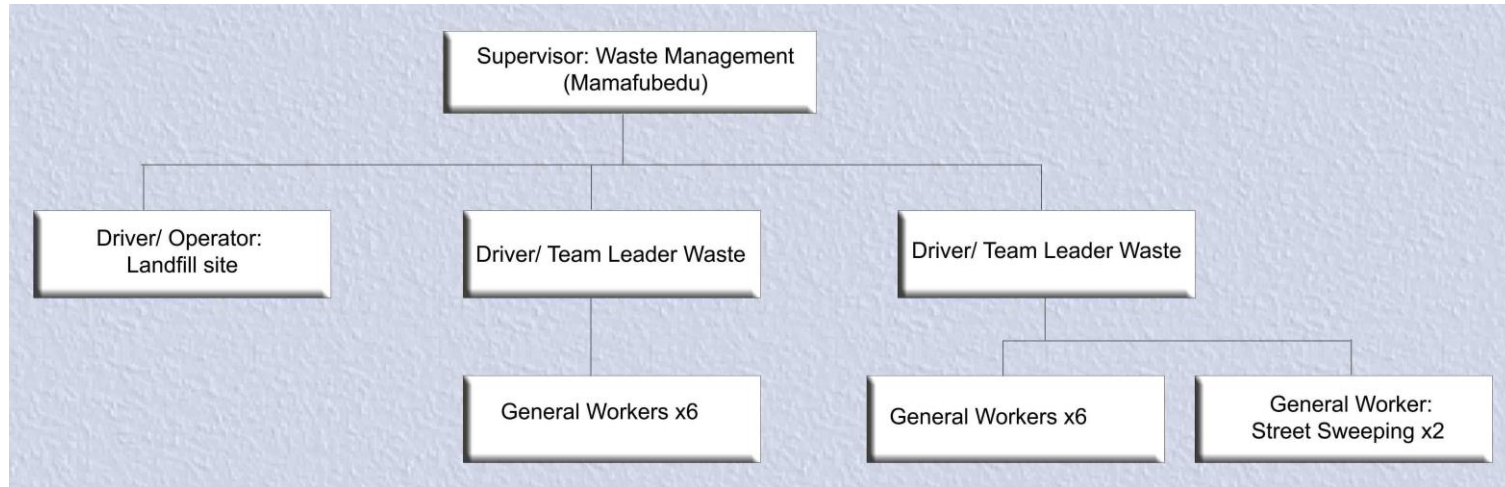 Supervisor: Waste Management
(Mamafubedu)
Driver/ Operator:
Landfill site
Driver/ Team Leader Waste
Driver/ Team Leader Waste
General Workers x6
General Workers x6
General Worker:
Street Sweeping x2